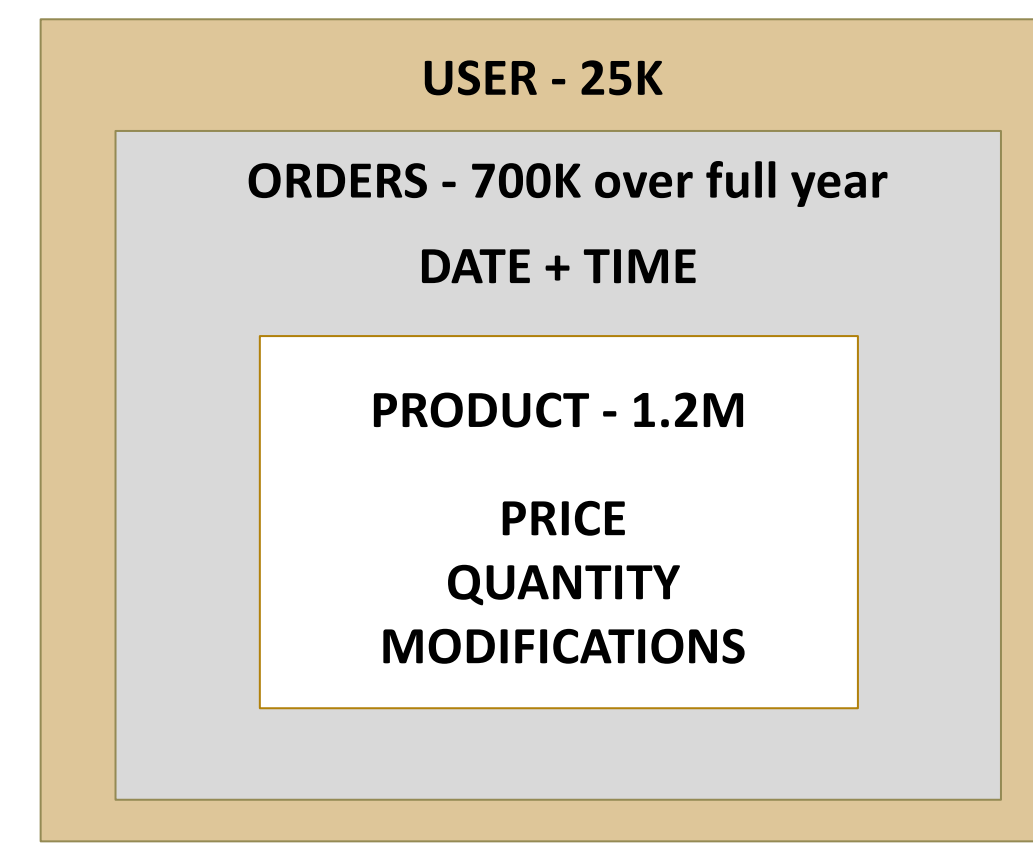 USER - 25K
ORDERS - 700K over full year
DATE + TIME
PRODUCT - 1.2M
PRICE
QUANTITY
MODIFICATIONS